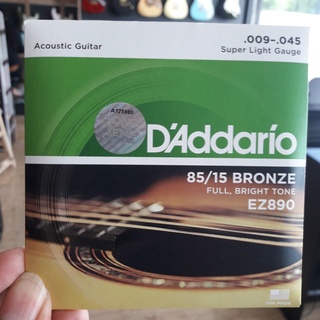 Acoustic Guitar
.009-.045
Super Light Gauge
D'Addario
85/15 BRONZE
FULL, BRIGHT TONE
EZ890